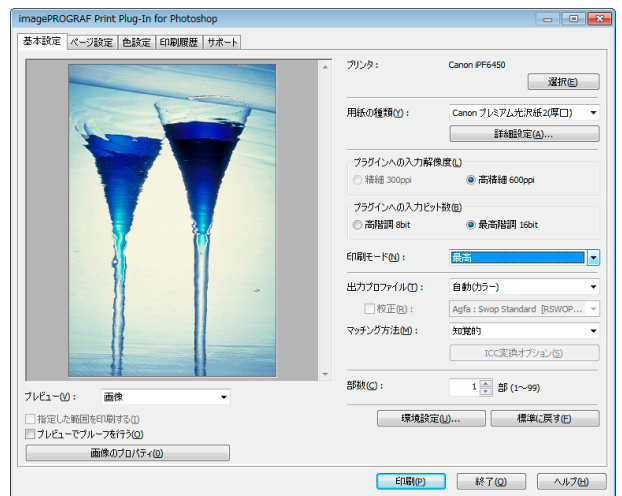 imagePROGRAF Print Plug-In for Photoshop
基本設定 ページ設定 色設定 印刷履歴 サポート
プリンタ： Canon iPF6450
選択(E)
用紙の種類(Y)： Canon プレミアム光沢紙2(厚口)
詳細設定(A)...
プラグインへの入力解像度(L)
精細 300ppi 高精細 600ppi
プラグインへの入力ビット数(B)
高階調 8bit 最高階調 16bit
印刷モード(N)： 最高
出力プロファイル(T)： 自動(カラー)
校正(R)： Agfa : Swop Standard [RSWOP...
マッチング方法(M)： 知覚的
ICC変換オプション(S)
部数(C)： 1 部 (1～99)
プレビュー(V)： 画像
指定した範囲を印刷する(I)
プレビューでプルーフを行う(O)
画像のプロパティ(0)
環境設定(U)... 標準に戻す(F)
印刷(P) 終了(Q) ヘルプ(H)